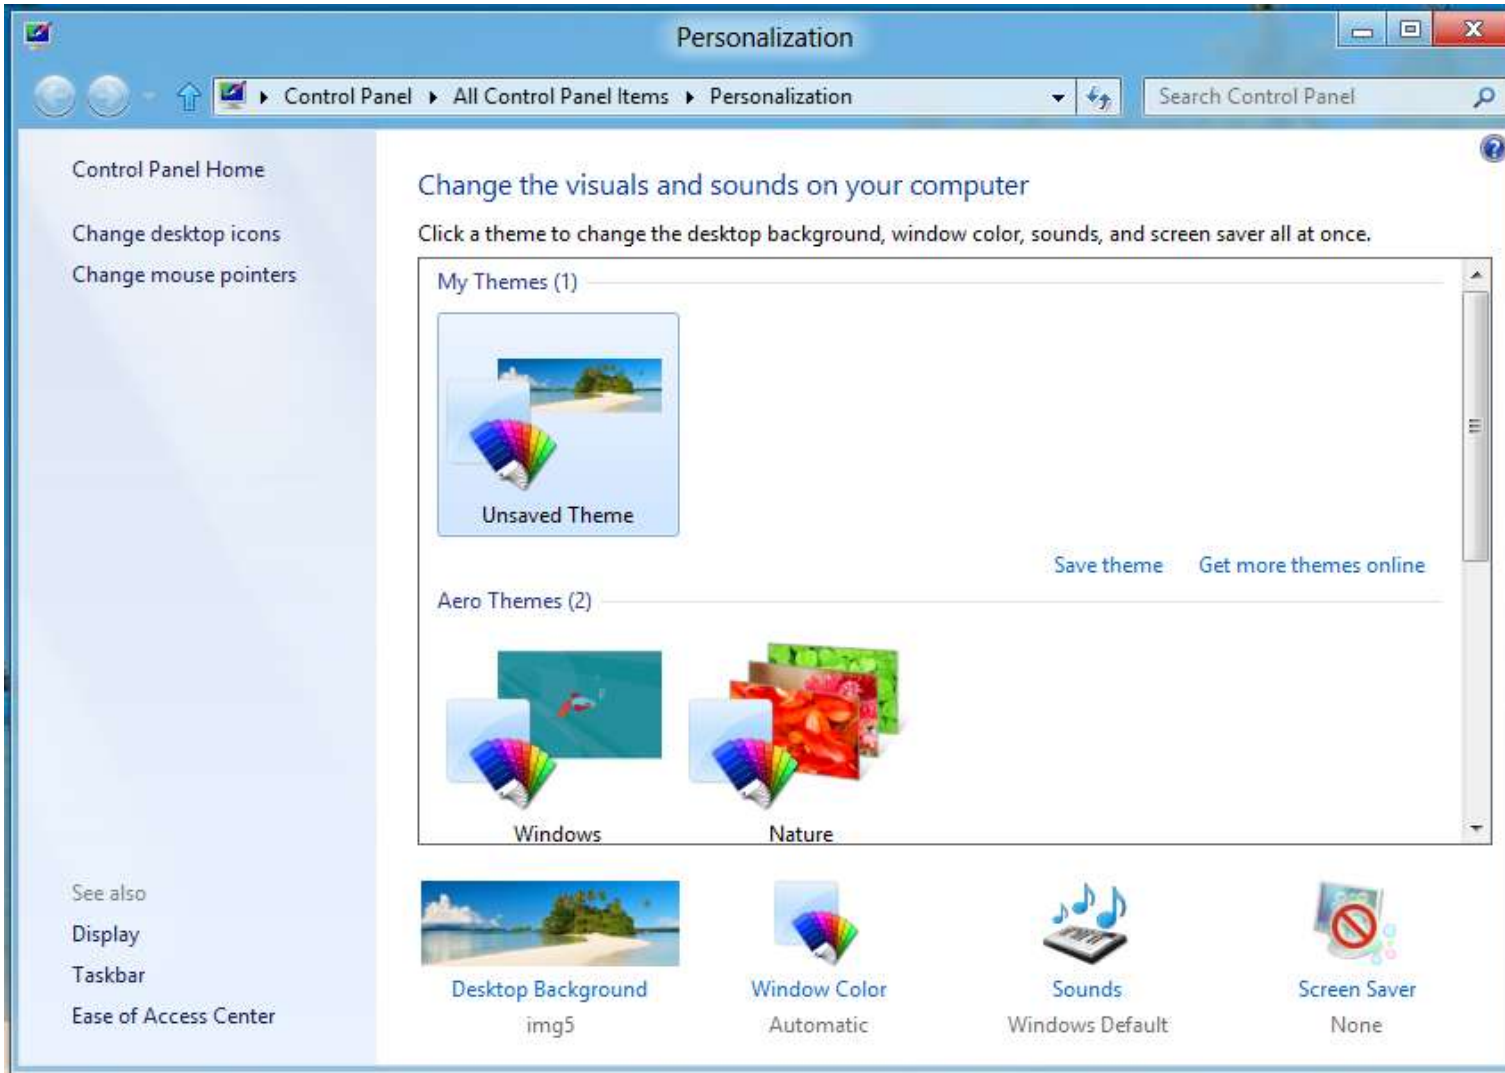 Personalization
Control Panel All Control Panel Items Personalization
Search Control Panel
Control Panel Home
Change desktop icons
Change mouse pointers
Change the visuals and sounds on your computer
Click a theme to change the desktop background, window color, sounds, and screen saver all at once.
My Themes (1)
Unsaved Theme
Save theme
Get more themes online
Aero Themes (2)
Windows
Nature
See also
Display
Taskbar
Ease of Access Center
Desktop Background
img5
Window Color
Automatic
Sounds
Windows Default
Screen Saver
None